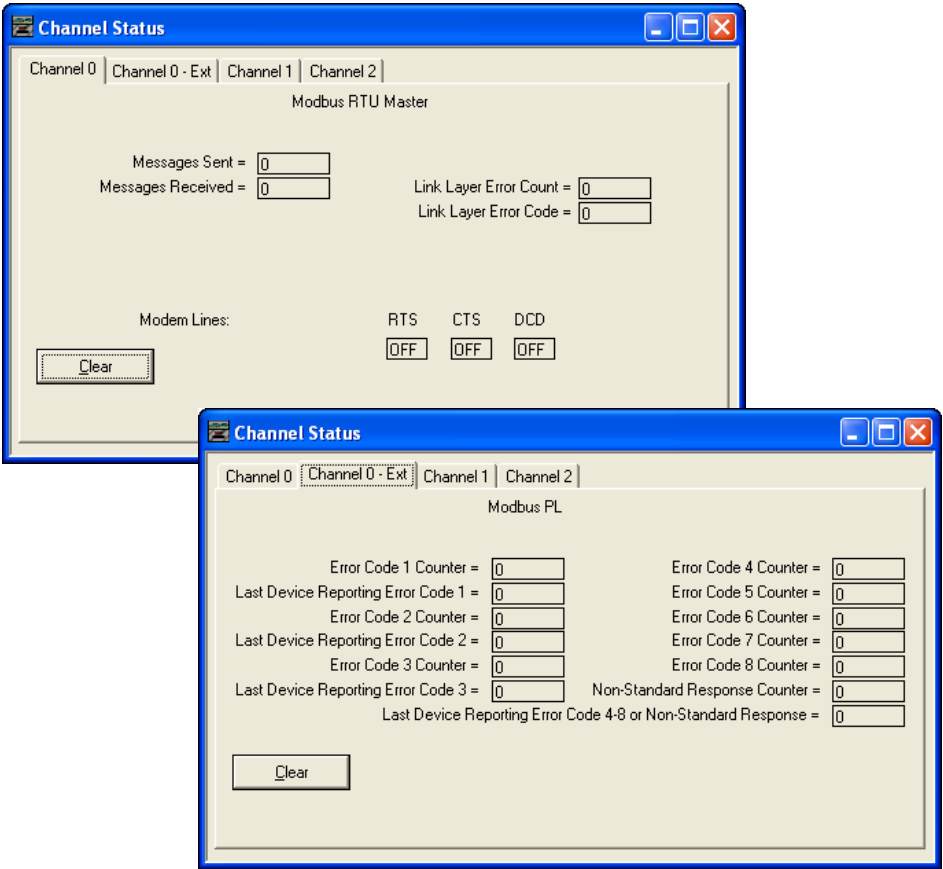 Channel Status
Channel 0 Channel 0 - Ext Channel 1 Channel 2
Modbus RTU Master
Messages Sent = 0
Messages Received = 0 Link Layer Error Count = 0
Link Layer Error Code = 0
Modem Lines: RTS CTS DCD
OFF OFF OFF
Clear
Channel Status
Channel 0 Channel 0 - Ext Channel 1 Channel 2
Modbus PL
Error Code 1 Counter = 0 Error Code 4 Counter = 0
Last Device Reporting Error Code 1 = 0 Error Code 5 Counter = 0
Error Code 2 Counter = 0 Error Code 6 Counter = 0
Last Device Reporting Error Code 2 = 0 Error Code 7 Counter = 0
Error Code 3 Counter = 0 Error Code 8 Counter = 0
Last Device Reporting Error Code 3 = 0 Non-Standard Response Counter = 0
Last Device Reporting Error Code 4-8 or Non-Standard Response = 0
Clear